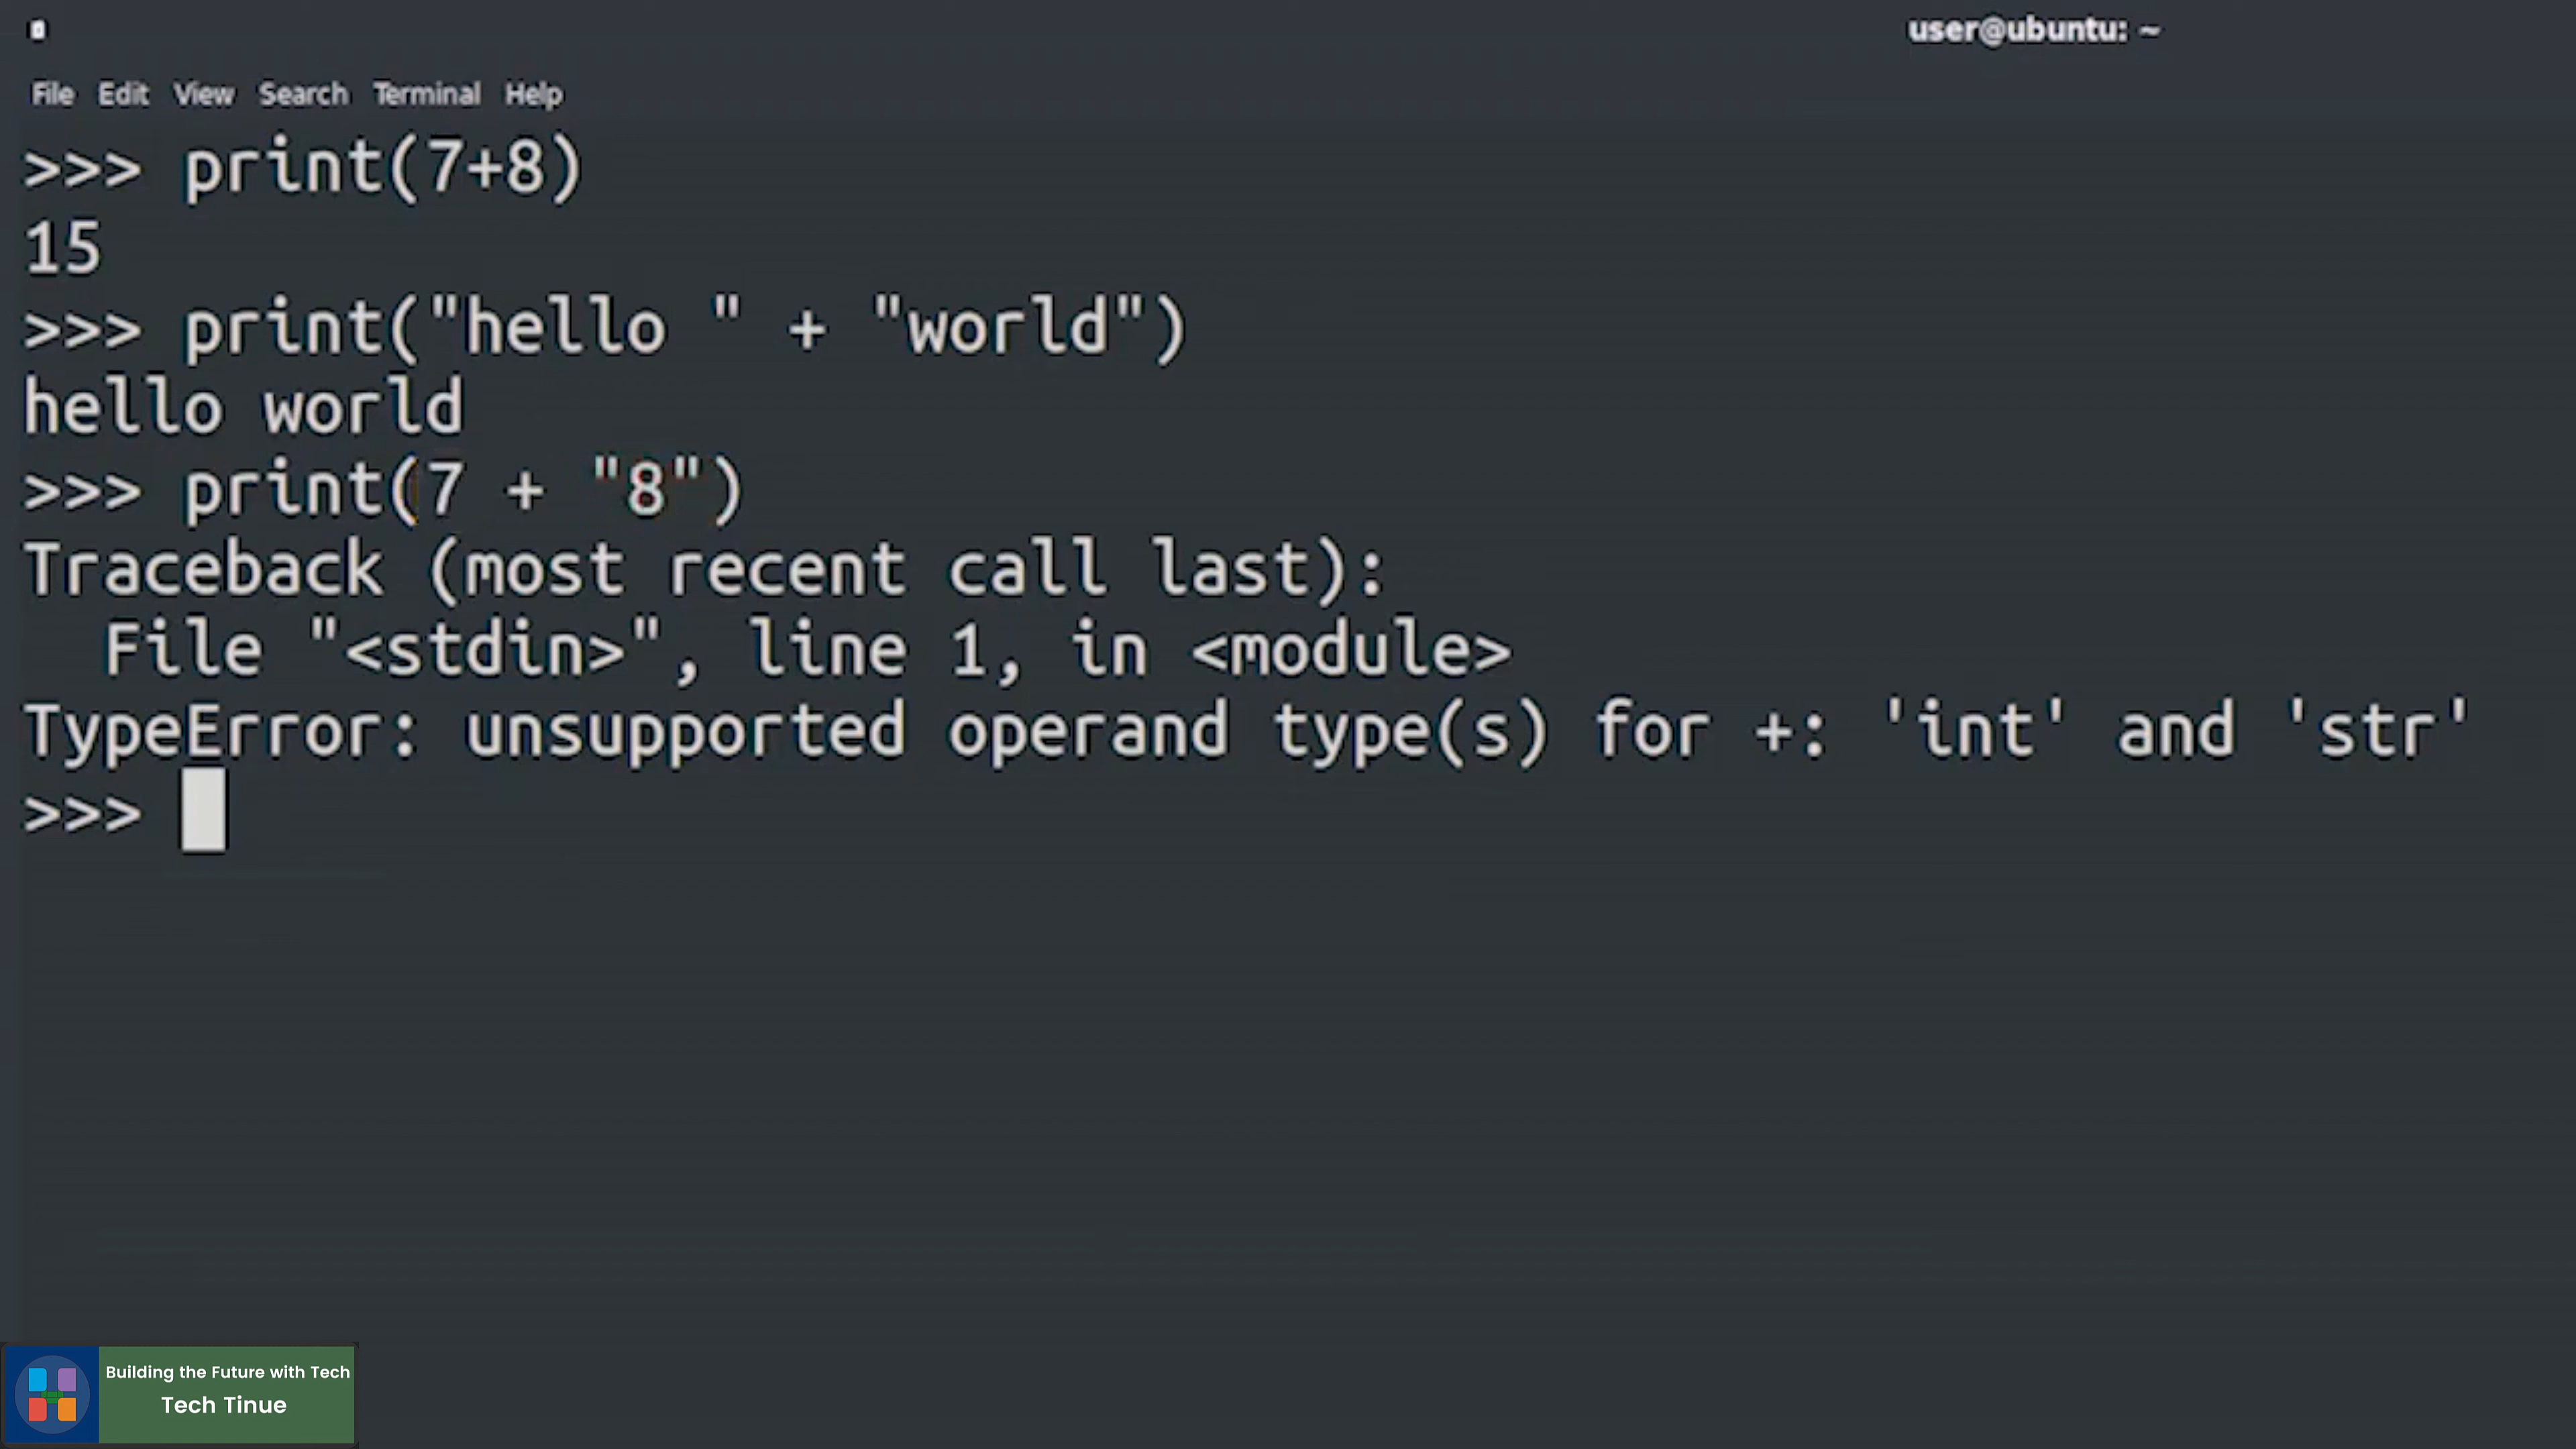 user@ubuntu: ~
File Edit View Search Terminal Help
>>> print(7+8)
15
>>> print("hello " + "world")
hello world
>>> print(7 + "8")
Traceback (most recent call last):
  File "<stdin>", line 1, in <module>
TypeError: unsupported operand type(s) for +: 'int' and 'str'
>>>
Building the Future with Tech
Tech Tinue